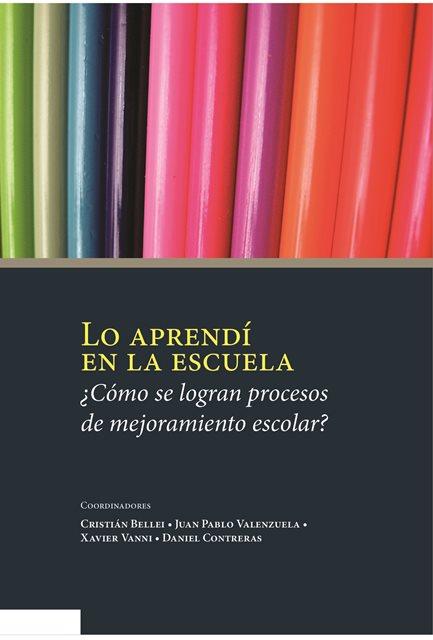 LO APRENDÍ
EN LA ESCUELA
¿Cómo se logran procesos
de mejoramiento escolar?
COORDINADORES
CRISTIÁN BELLEI • JUAN PABLO VALENZUELA •
XAVIER VANNI • DANIEL CONTRERAS